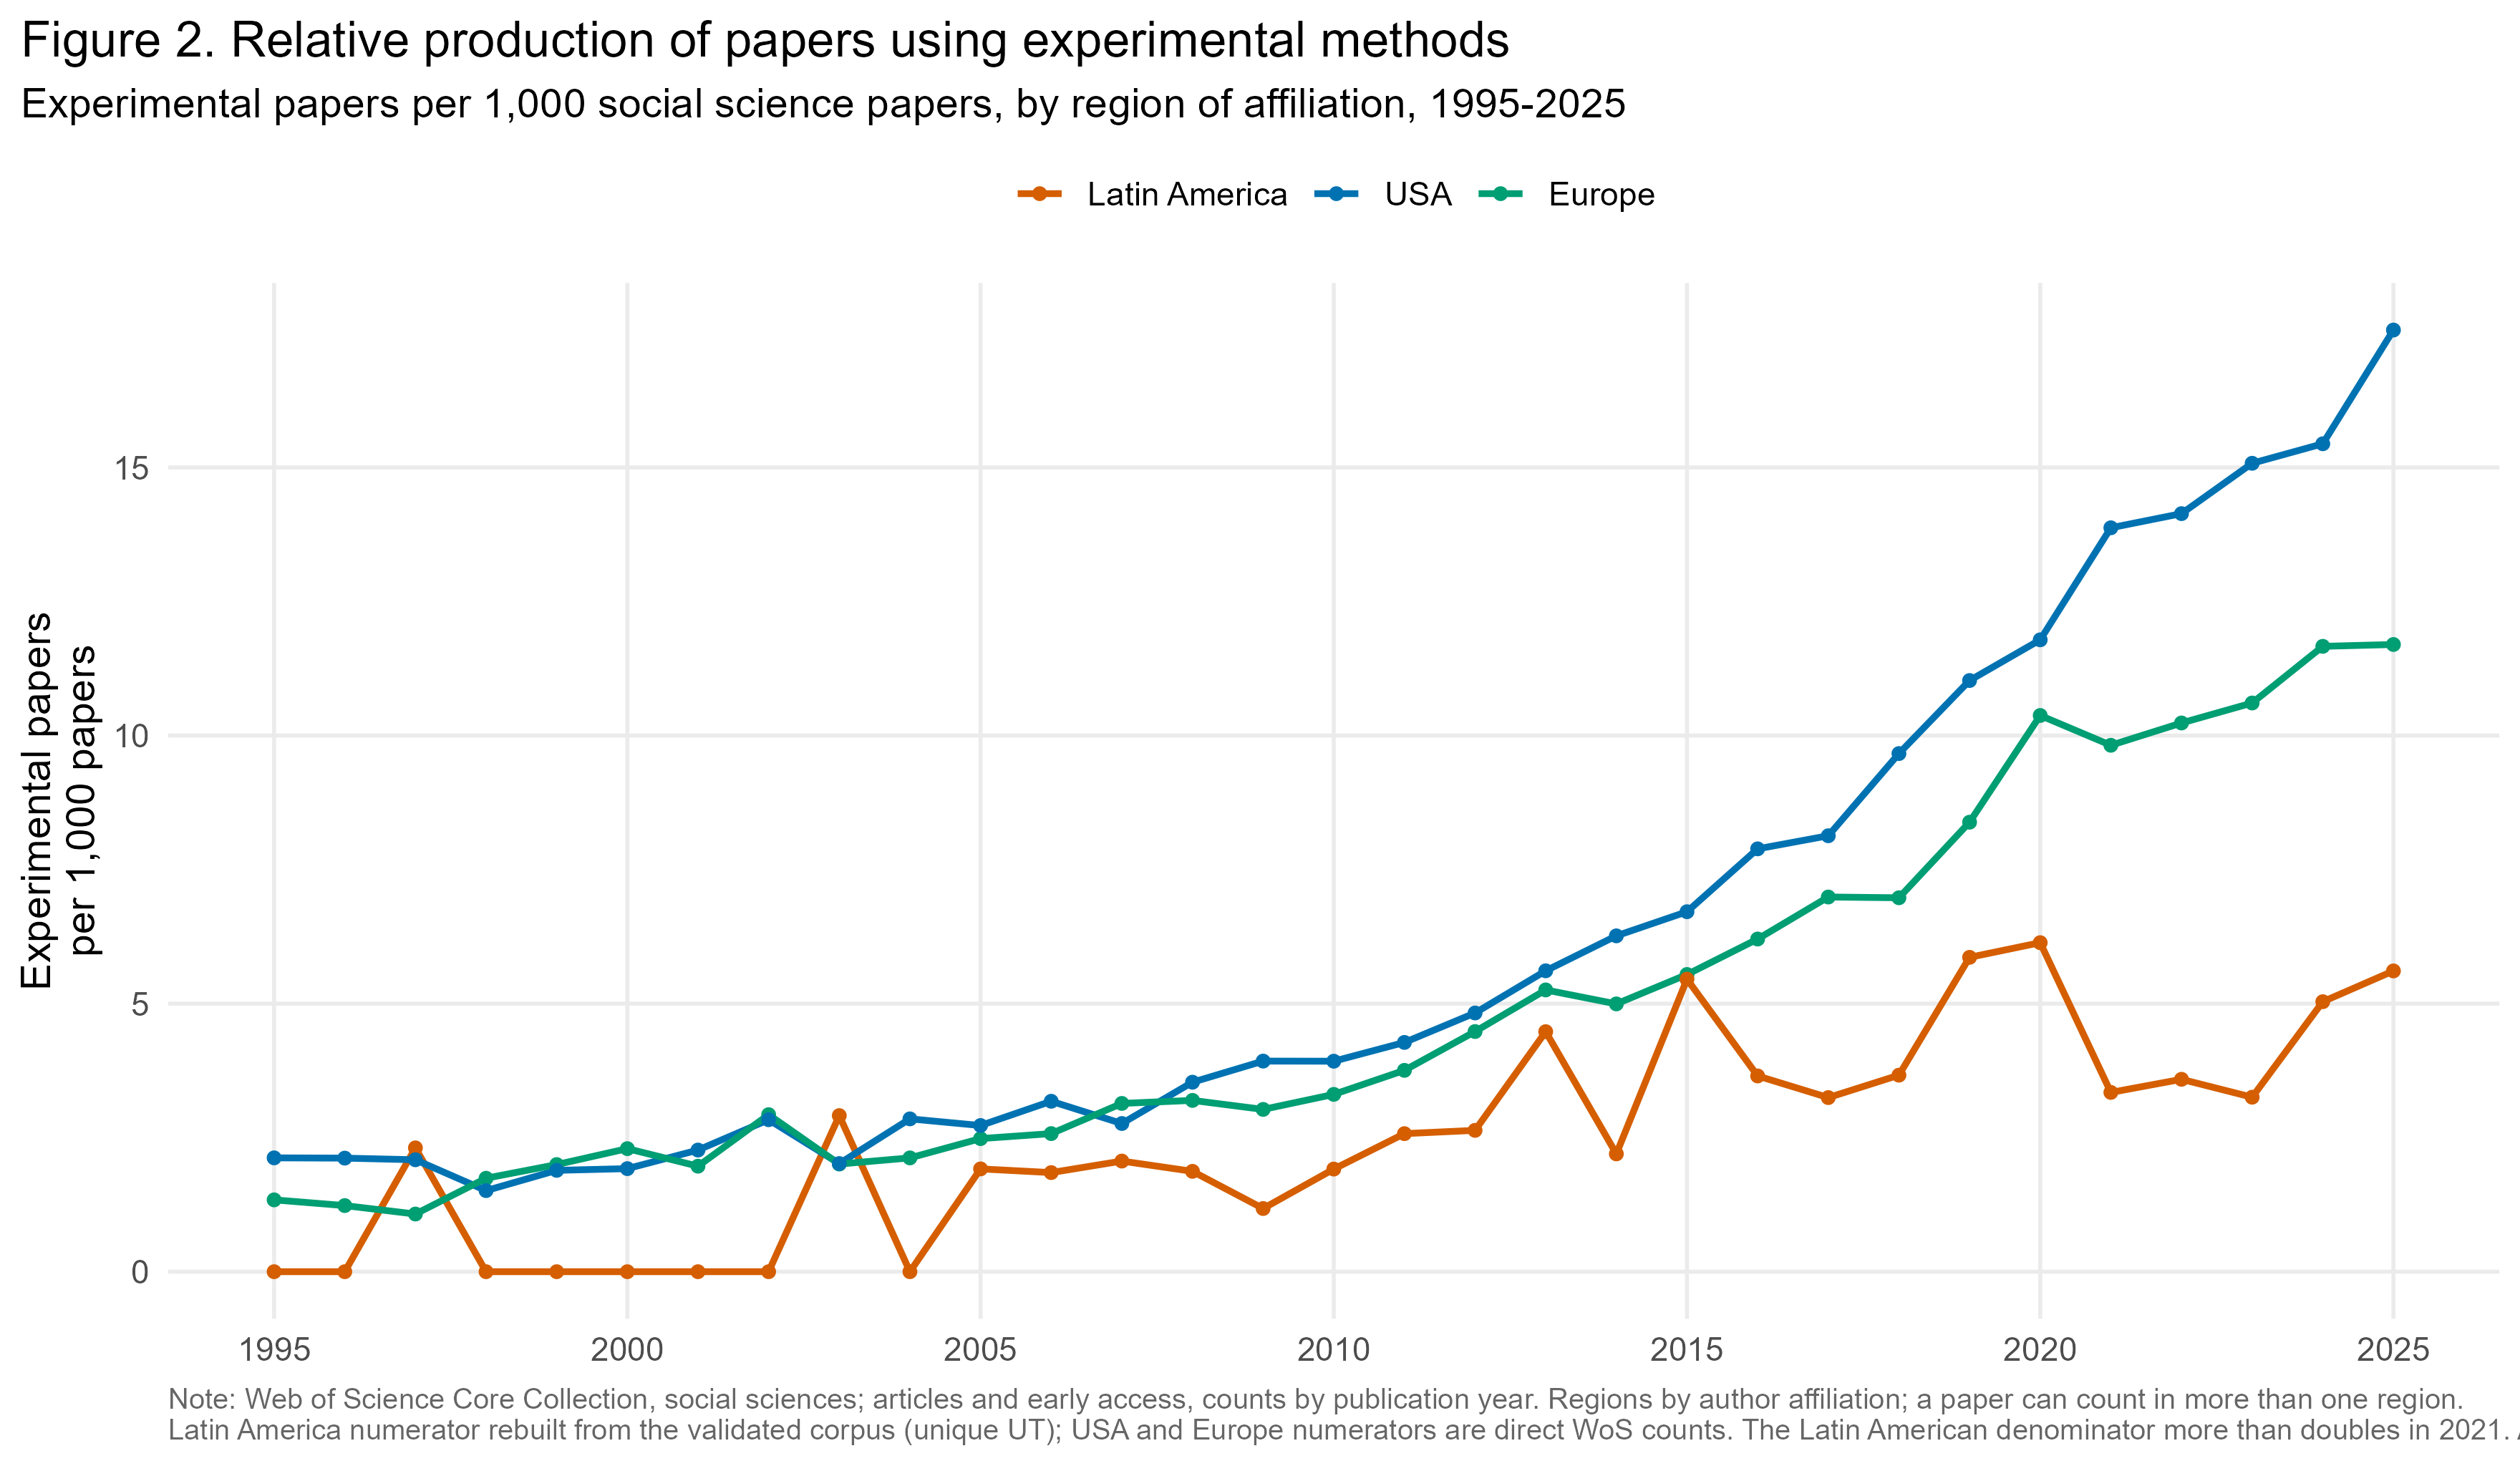 Figure 2. Relative production of papers using experimental methods
Experimental papers per 1,000 social science papers, by region of affiliation, 1995-2025
Latin America
USA
Europe
Experimental papers
per 1,000 papers
15
10
5
0
1995
2000
2005
2010
2015
2020
2025
Note: Web of Science Core Collection, social sciences; articles and early access, counts by publication year. Regions by author affiliation; a paper can count in more than one region.
Latin America numerator rebuilt from the validated corpus (unique UT); USA and Europe numerators are direct WoS counts. The Latin American denominator more than doubles in 2021.